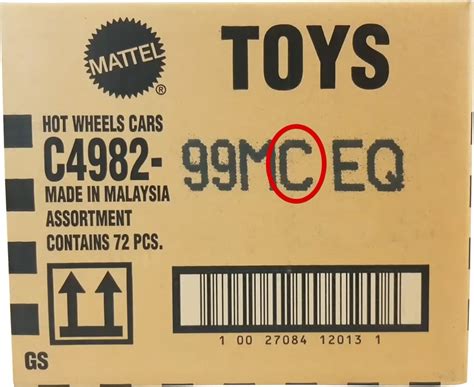 MATTEL ®
TOYS
HOT WHEELS CARS
C4982- 99MC EQ
MADE IN MALAYSIA
ASSORTMENT
CONTAINS 72 PCS.
1 00 27084 12013 1
GS